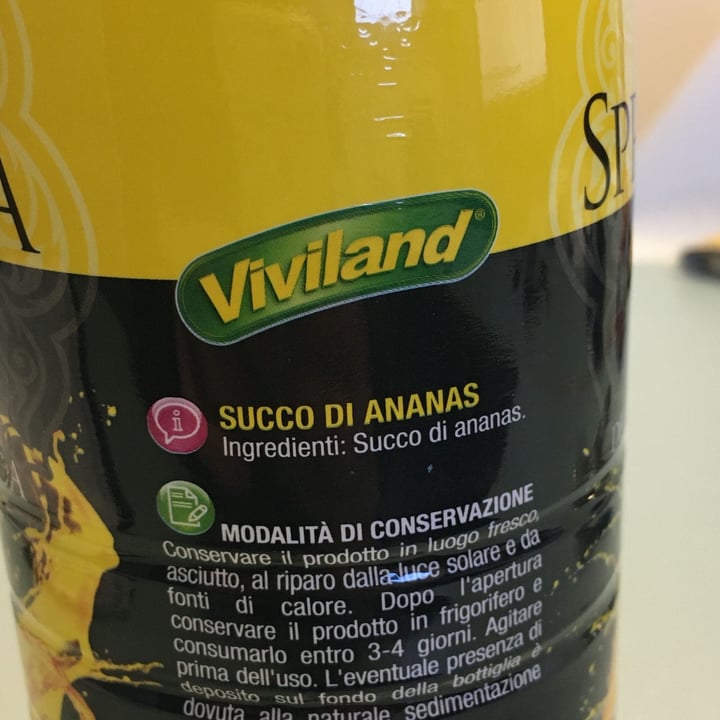 Viviland®
SUCCO DI ANANAS
Ingredienti: Succo di ananas.
MODALITÀ DI CONSERVAZIONE
Conservare il prodotto in luogo fresco,
asciutto, al riparo dalla luce solare e da
fonti di calore. Dopo l'apertura
conservare il prodotto in frigorifero e
consumarlo entro 3-4 giorni. Agitare
prima dell'uso. L'eventuale presenza di
deposito sul fondo della bottiglia è
dovuta alla naturale sedimentazione